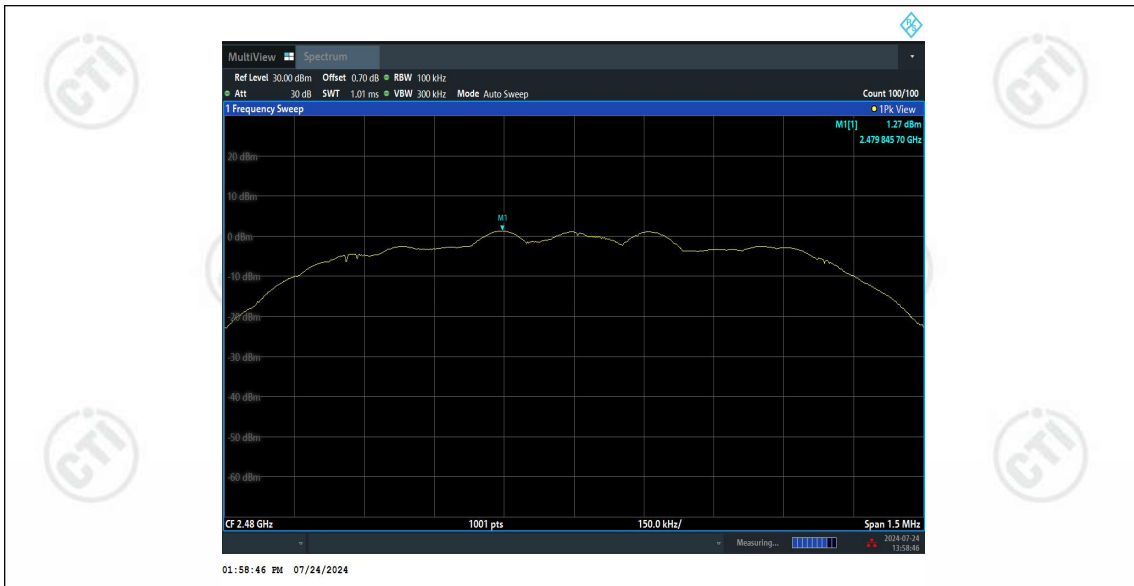 CTI
CTI
R S
MultiView Spectrum
Ref Level 30.00 dBm Offset 0.70 dB RBW 100 kHz
Att 30 dB SWT 1.01 ms VBW 300 kHz Mode Auto Sweep Count 100/100
1 Frequency Sweep 1Pk View
M1[1] 1.27 dBm
2.479 845 70 GHz
20 dBm
10 dBm
M1
0 dBm
-10 dBm
-20 dBm
-30 dBm
-40 dBm
-50 dBm
-60 dBm
CTI
CTI
CF 2.48 GHz 1001 pts 150.0 kHz/ Span 1.5 MHz
Measuring... 2024-07-24
13:58:46
01:58:46 PM 07/24/2024